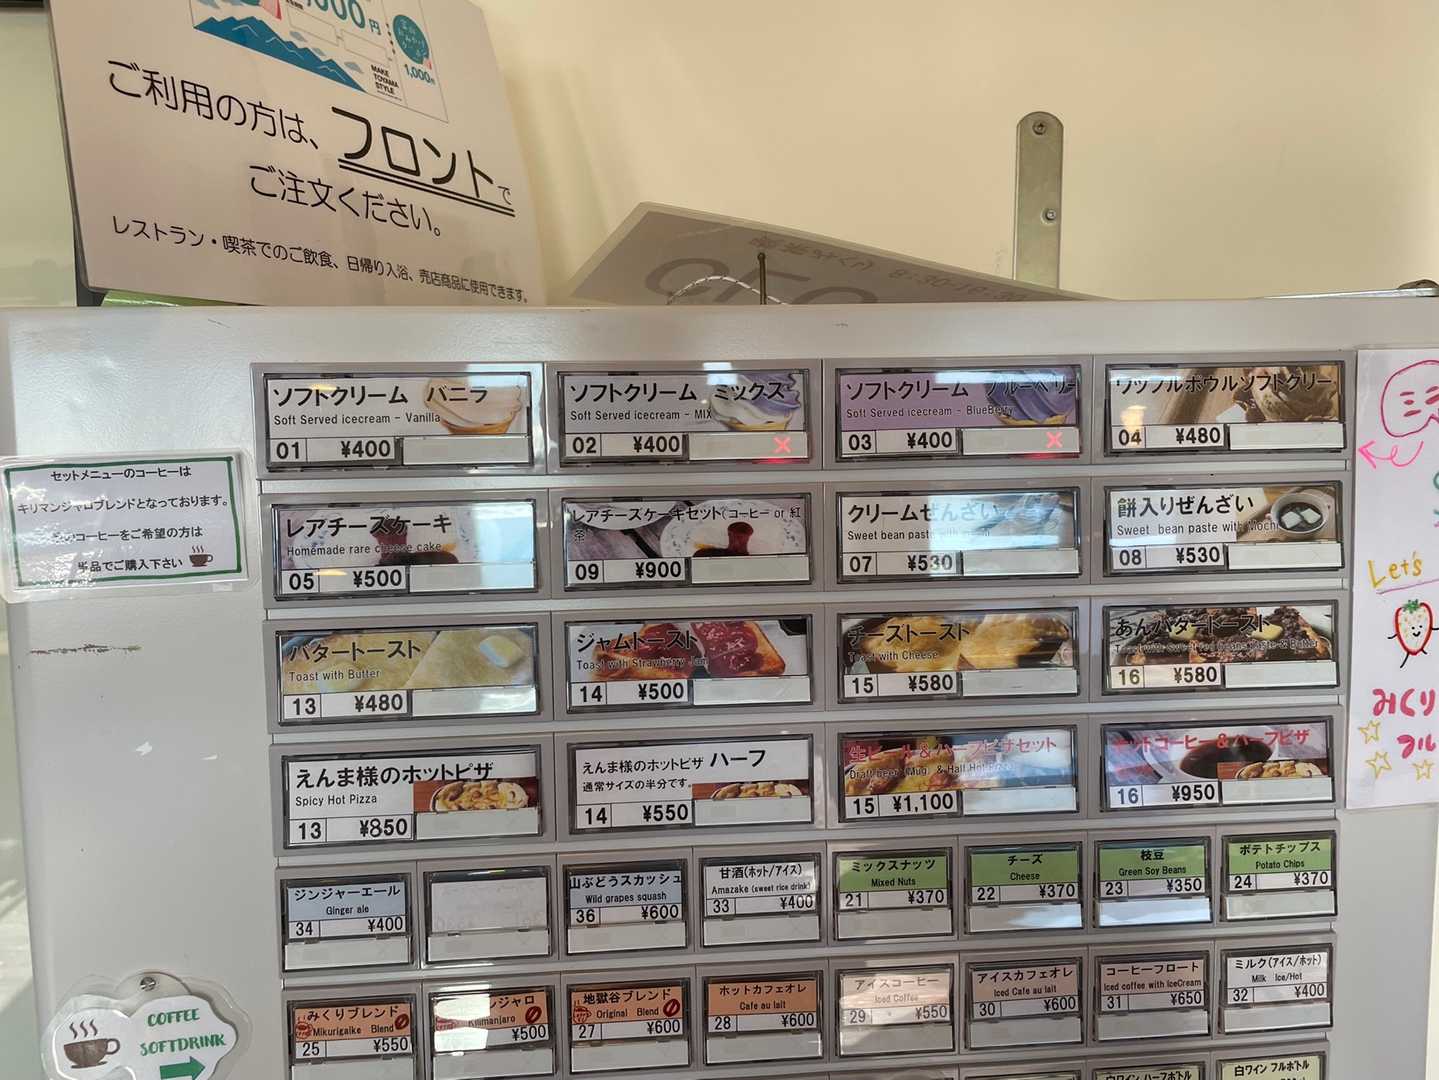 000円
1,000円
MAKE
TOYAMA
STYLE
ご利用の方は、フロントで
ご注文ください。
レストラン・喫茶でのご飲食、日帰り入浴、売店商品に使用できます。
セットメニューのコーヒーは
キリマンジャロブレンドとなっております。
コーヒーをご希望の方は
単品でご購入下さい
ソフトクリーム バニラ
Soft Served icecream - Vanilla
01 ¥400
ソフトクリーム ミックス
Soft Served icecream - MIX
02 ¥400
ソフトクリーム ブルーベリー
Soft Served icecream - BlueBerry
03 ¥400
ワッフルボウルソフトクリー
04 ¥480
レアチーズケーキ
Homemade rare cheese cake
05 ¥500
レアチーズケーキセット(コーヒー or 紅
茶
09 ¥900
クリームぜんざい
Sweet bean paste with
07 ¥530
餅入りぜんざい
Sweet bean paste with Mochi
08 ¥530
バタートースト
Toast with Butter
13 ¥480
ジャムトースト
Toast with Strawberry Jam
14 ¥500
チーズトースト
Toast with Cheese
15 ¥580
あんバタートースト
Toast with sweet red beans paste & Butter
16 ¥580
えんま様のホットピザ
Spicy Hot Pizza
13 ¥850
えんま様のホットピザ ハーフ
通常サイズの半分です。
14 ¥550
生ビール&ハーフピザセット
Draft beer (Mug) & Half Hot Pizza
15 ¥1,100
ホットコーヒー&ハーフピザ
16 ¥950
ジンジャーエール
Ginger ale
34 ¥400
山ぶどうスカッシュ
Wild grapes squash
36 ¥600
甘酒(ホット/アイス)
Amazake (sweet rice drink)
33 ¥400
ミックスナッツ
Mixed Nuts
21 ¥370
チーズ
Cheese
22 ¥370
枝豆
Green Soy Beans
23 ¥350
ポテトチップス
Potato Chips
24 ¥370
みくりブレンド
Mikurigaike Blend
25 ¥550
ンジャロ
Kilimanjaro
¥500
地獄谷ブレンド
Original Blend
27 ¥600
ホットカフェオレ
Cafe au lait
28 ¥600
アイスコーヒー
Iced Coffee
29 ¥550
アイスカフェオレ
Iced Cafe au lait
30 ¥600
コーヒーフロート
Iced coffee with IceCream
31 ¥650
ミルク(アイス/ホット)
Milk Ice/Hot
32 ¥400
白ワイン ハーフボトル
白ワイン フルボトル
COFFEE
SOFTDRINK
Let's
みくり